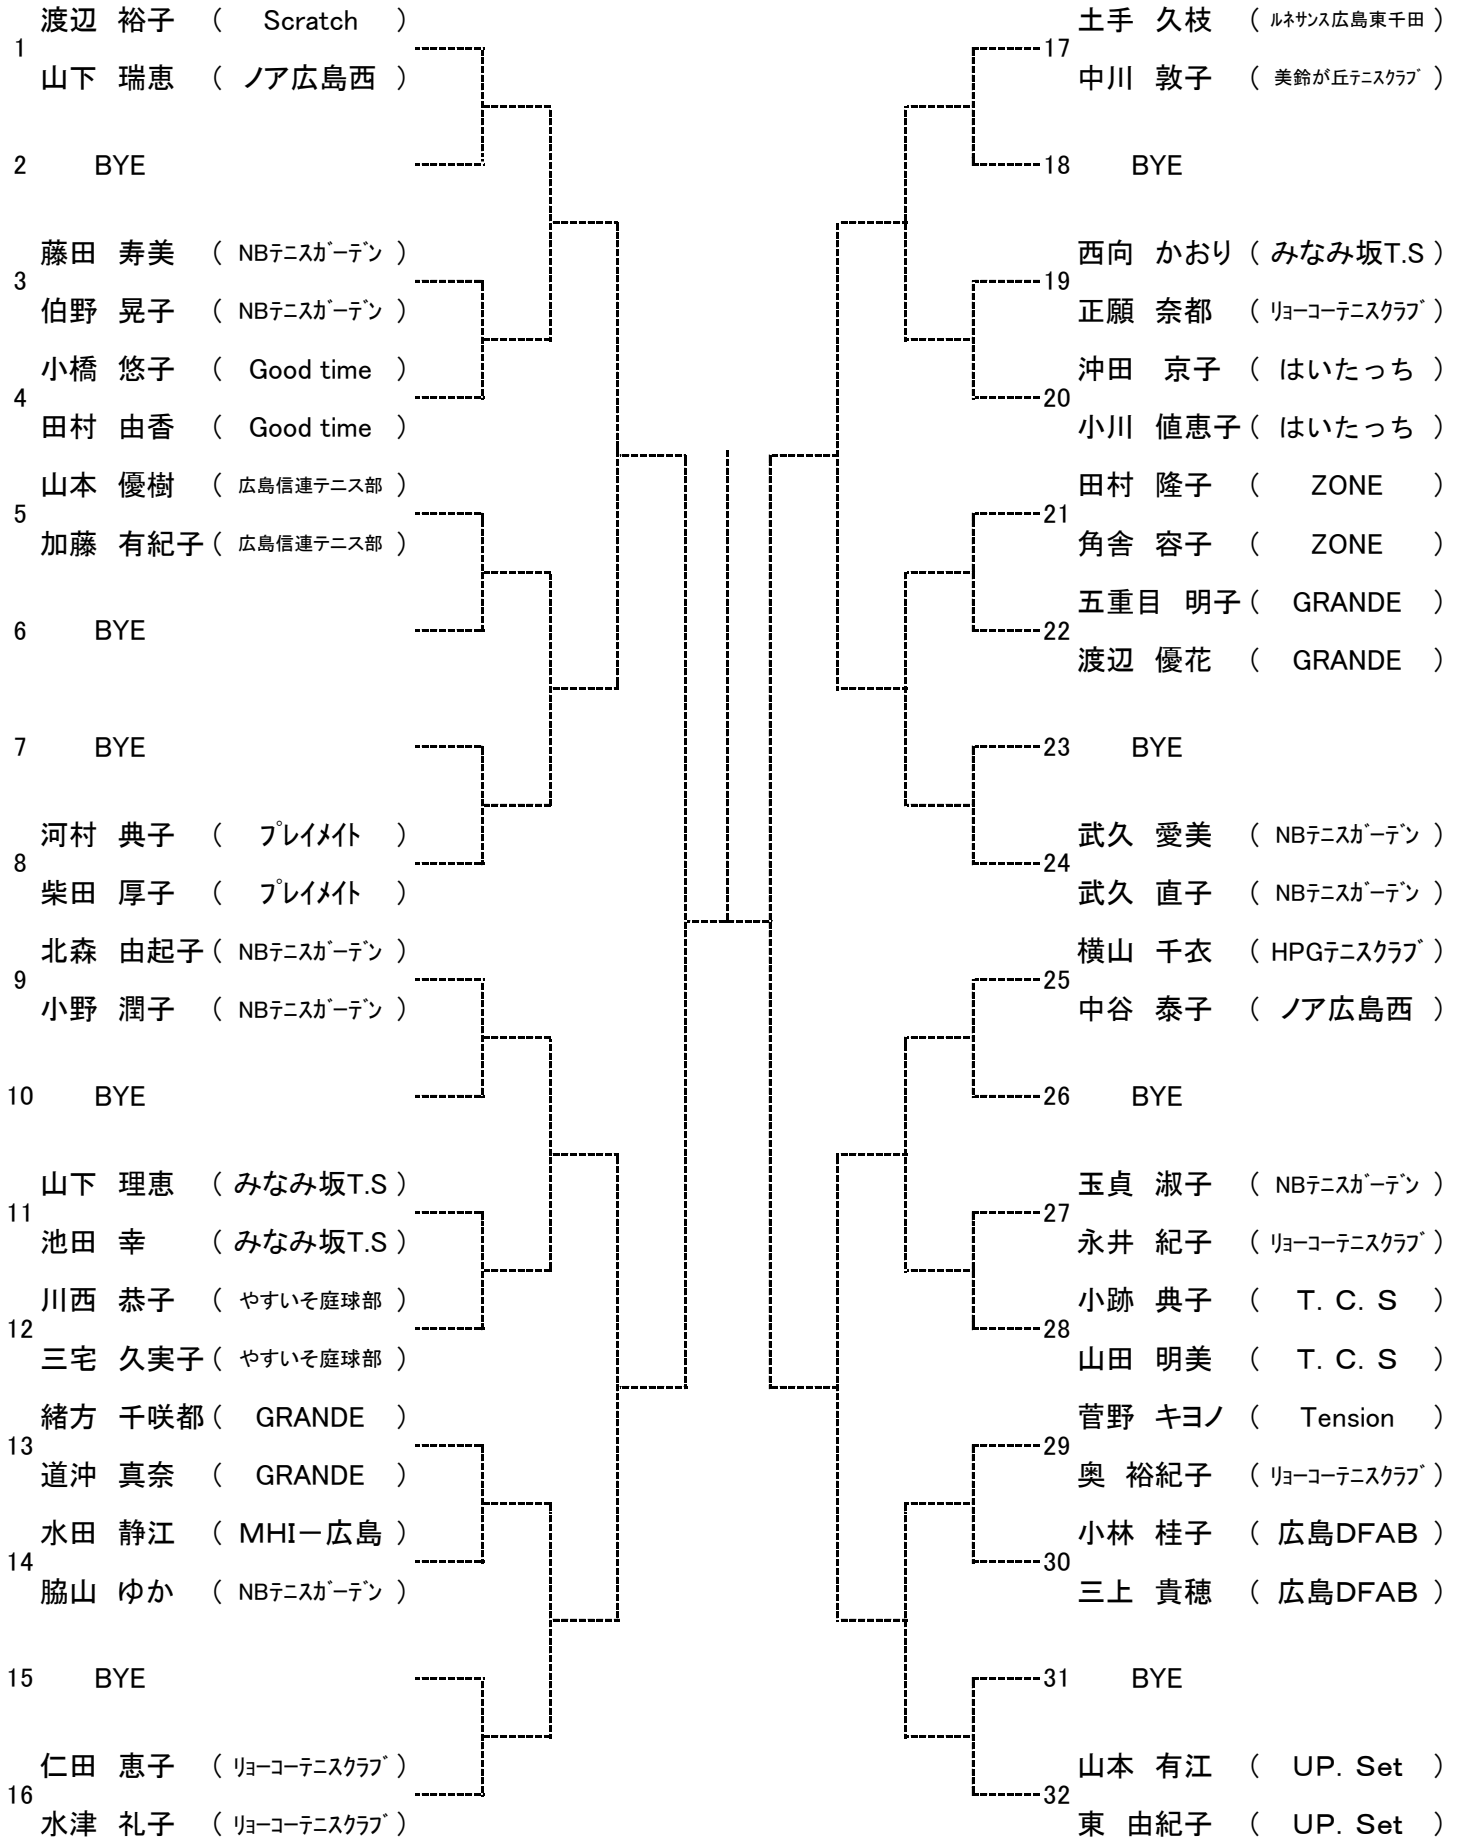 1
渡辺 裕子 ( Scratch )
山下 瑞恵 ( ノア広島西 )
2 BYE
3
藤田 寿美 ( NBﾃﾆｽｶﾞｰﾃﾞﾝ )
伯野 晃子 ( NBﾃﾆｽｶﾞｰﾃﾞﾝ )
4
小橋 悠子 ( Good time )
田村 由香 ( Good time )
5
山本 優樹 ( 広島信連テニス部 )
加藤 有紀子 ( 広島信連テニス部 )
6 BYE
7 BYE
8
河村 典子 ( ﾌﾟﾚｲﾒｲﾄ )
柴田 厚子 ( ﾌﾟﾚｲﾒｲﾄ )
9
北森 由起子 ( NBﾃﾆｽｶﾞｰﾃﾞﾝ )
小野 潤子 ( NBﾃﾆｽｶﾞｰﾃﾞﾝ )
10 BYE
11
山下 理恵 ( みなみ坂T.S )
池田 幸 ( みなみ坂T.S )
12
川西 恭子 ( やすいそ庭球部 )
三宅 久実子 ( やすいそ庭球部 )
13
緒方 千咲都 ( GRANDE )
道沖 真奈 ( GRANDE )
14
水田 静江 ( MHI－広島 )
脇山 ゆか ( NBﾃﾆｽｶﾞｰﾃﾞﾝ )
15 BYE
16
仁田 恵子 ( ﾘｮｰｺｰﾃﾆｽｸﾗﾌﾞ )
水津 礼子 ( ﾘｮｰｺｰﾃﾆｽｸﾗﾌﾞ )
17
土手 久枝 ( ﾙﾈｻﾝｽ広島東千田 )
中川 敦子 ( 美鈴が丘ﾃﾆｽｸﾗﾌﾞ )
18 BYE
19
西向 かおり ( みなみ坂T.S )
正願 奈都 ( ﾘｮｰｺｰﾃﾆｽｸﾗﾌﾞ )
20
沖田 京子 ( はいたっち )
小川 値恵子 ( はいたっち )
21
田村 隆子 ( ZONE )
角舎 容子 ( ZONE )
22
五重目 明子 ( GRANDE )
渡辺 優花 ( GRANDE )
23 BYE
24
武久 愛美 ( NBﾃﾆｽｶﾞｰﾃﾞﾝ )
武久 直子 ( NBﾃﾆｽｶﾞｰﾃﾞﾝ )
25
横山 千衣 ( HPGﾃﾆｽｸﾗﾌﾞ )
中谷 泰子 ( ノア広島西 )
26 BYE
27
玉貞 淑子 ( NBﾃﾆｽｶﾞｰﾃﾞﾝ )
永井 紀子 ( ﾘｮｰｺｰﾃﾆｽｸﾗﾌﾞ )
28
小跡 典子 ( T. C. S )
山田 明美 ( T. C. S )
29
菅野 キヨノ ( Tension )
奥 裕紀子 ( ﾘｮｰｺｰﾃﾆｽｸﾗﾌﾞ )
30
小林 桂子 ( 広島DFAB )
三上 貴穂 ( 広島DFAB )
31 BYE
32
山本 有江 ( UP. Set )
東 由紀子 ( UP. Set )